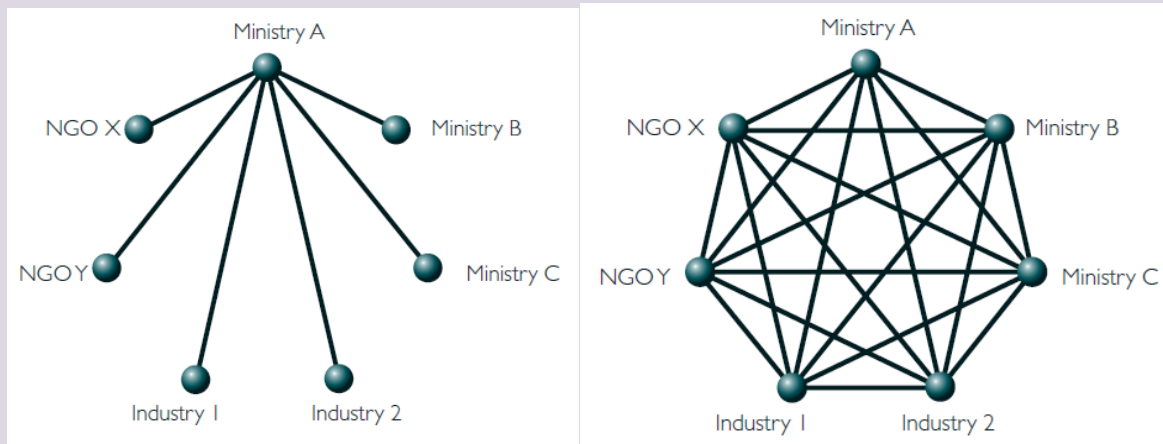 Ministry A
NGO X
Ministry B
NGO Y
Ministry C
Industry 1
Industry 2
Ministry A
NGO X
Ministry B
NGO Y
Ministry C
Industry 1
Industry 2